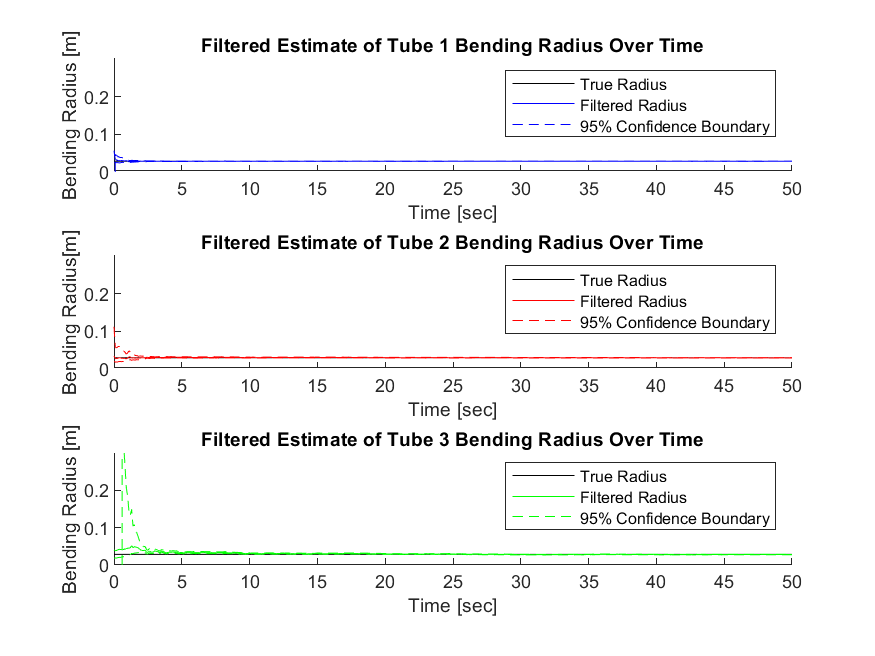 Filtered Estimate of Tube 1 Bending Radius Over Time
Bending Radius [m]
0.2
0.1
0
True Radius
Filtered Radius
95% Confidence Boundary
0 5 10 15 20 25 30 35 40 45 50
Time [sec]
Filtered Estimate of Tube 2 Bending Radius Over Time
Bending Radius[m]
0.2
0.1
0
True Radius
Filtered Radius
95% Confidence Boundary
0 5 10 15 20 25 30 35 40 45 50
Time [sec]
Filtered Estimate of Tube 3 Bending Radius Over Time
Bending Radius [m]
0.2
0.1
0
True Radius
Filtered Radius
95% Confidence Boundary
0 5 10 15 20 25 30 35 40 45 50
Time [sec]